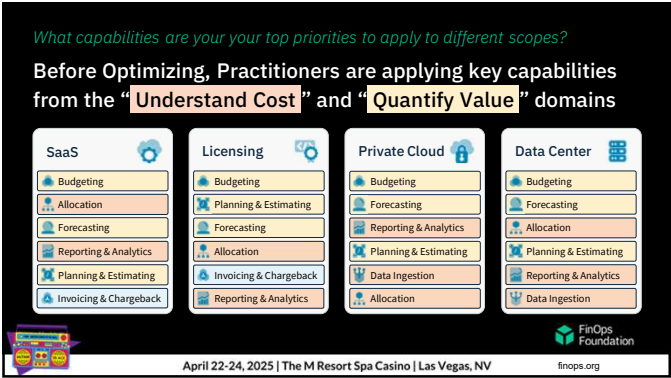 What capabilities are your your top priorities to apply to different scopes?
Before Optimizing, Practitioners are applying key capabilities
from the “Understand Cost” and “Quantify Value” domains
SaaS
Budgeting
Allocation
Forecasting
Reporting & Analytics
Planning & Estimating
Invoicing & Chargeback
Licensing
Budgeting
Planning & Estimating
Forecasting
Allocation
Invoicing & Chargeback
Reporting & Analytics
Private Cloud
Budgeting
Forecasting
Reporting & Analytics
Planning & Estimating
Data Ingestion
Allocation
Data Center
Budgeting
Forecasting
Allocation
Planning & Estimating
Reporting & Analytics
Data Ingestion
FinOps
Foundation
April 22-24, 2025 | The M Resort Spa Casino | Las Vegas, NV
finops.org